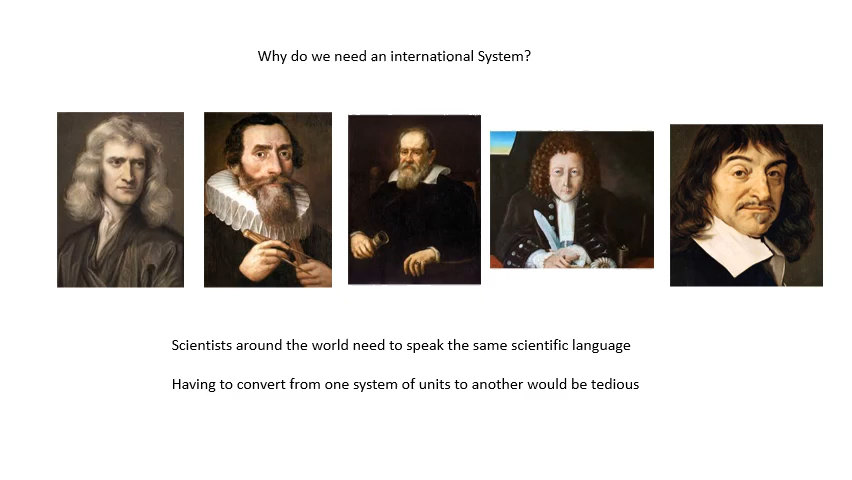 Why do we need an international System?
Scientists around the world need to speak the same scientific language
Having to convert from one system of units to another would be tedious